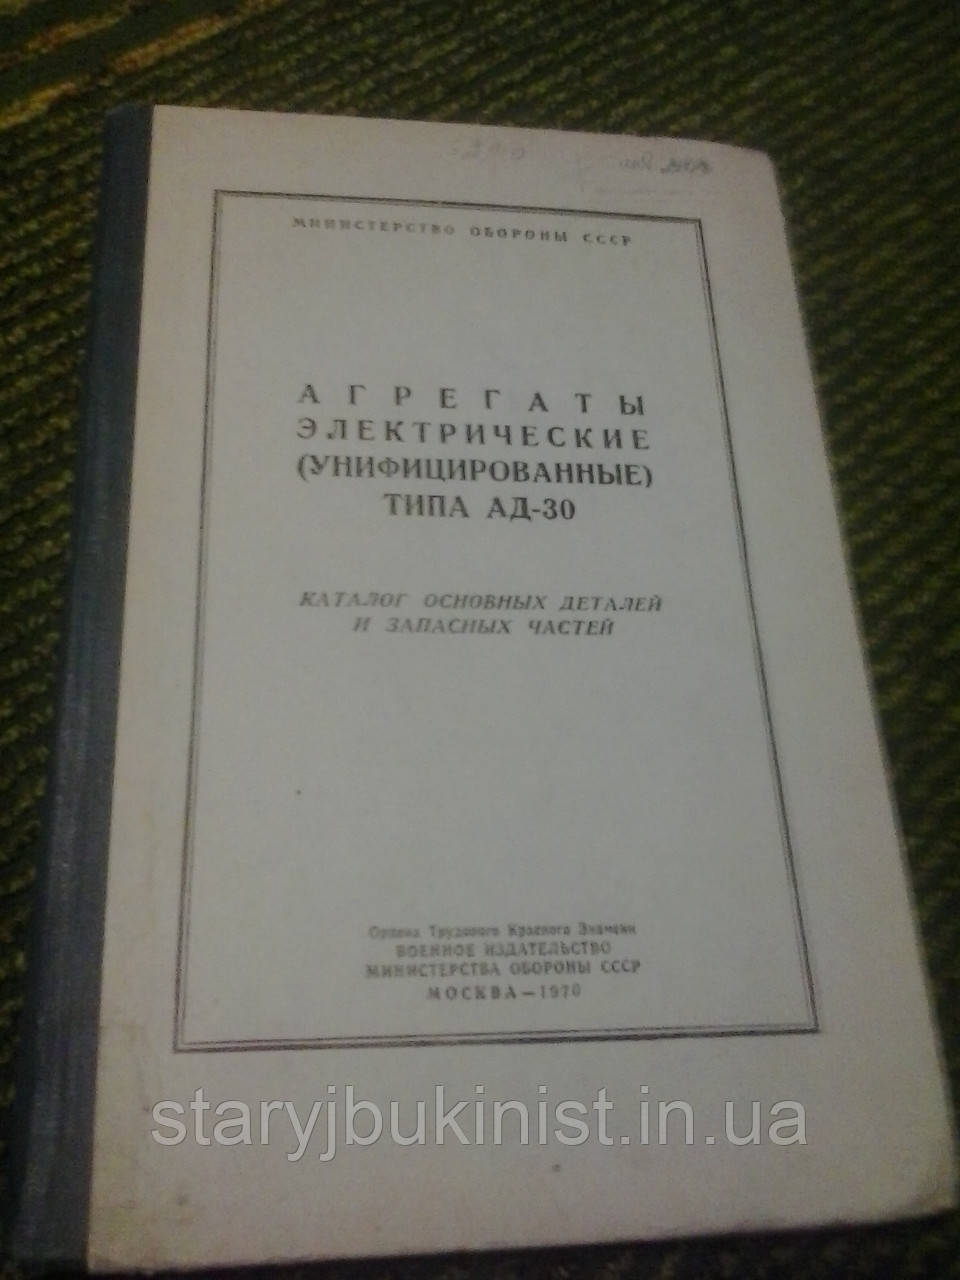 МИНИСТЕРСТВО ОБОРОНЫ СССР
АГРЕГАТЫ
ЭЛЕКТРИЧЕСКИЕ
(УНИФИЦИРОВАННЫЕ)
ТИПА АД-30
КАТАЛОГ ОСНОВНЫХ ДЕТАЛЕЙ
И ЗАПАСНЫХ ЧАСТЕЙ
Ордена Трудового Красного Знамени
ВОЕННОЕ ИЗДАТЕЛЬСТВО
МИНИСТЕРСТВА ОБОРОНЫ СССР
МОСКВА—1970
staryjbukinist.in.ua